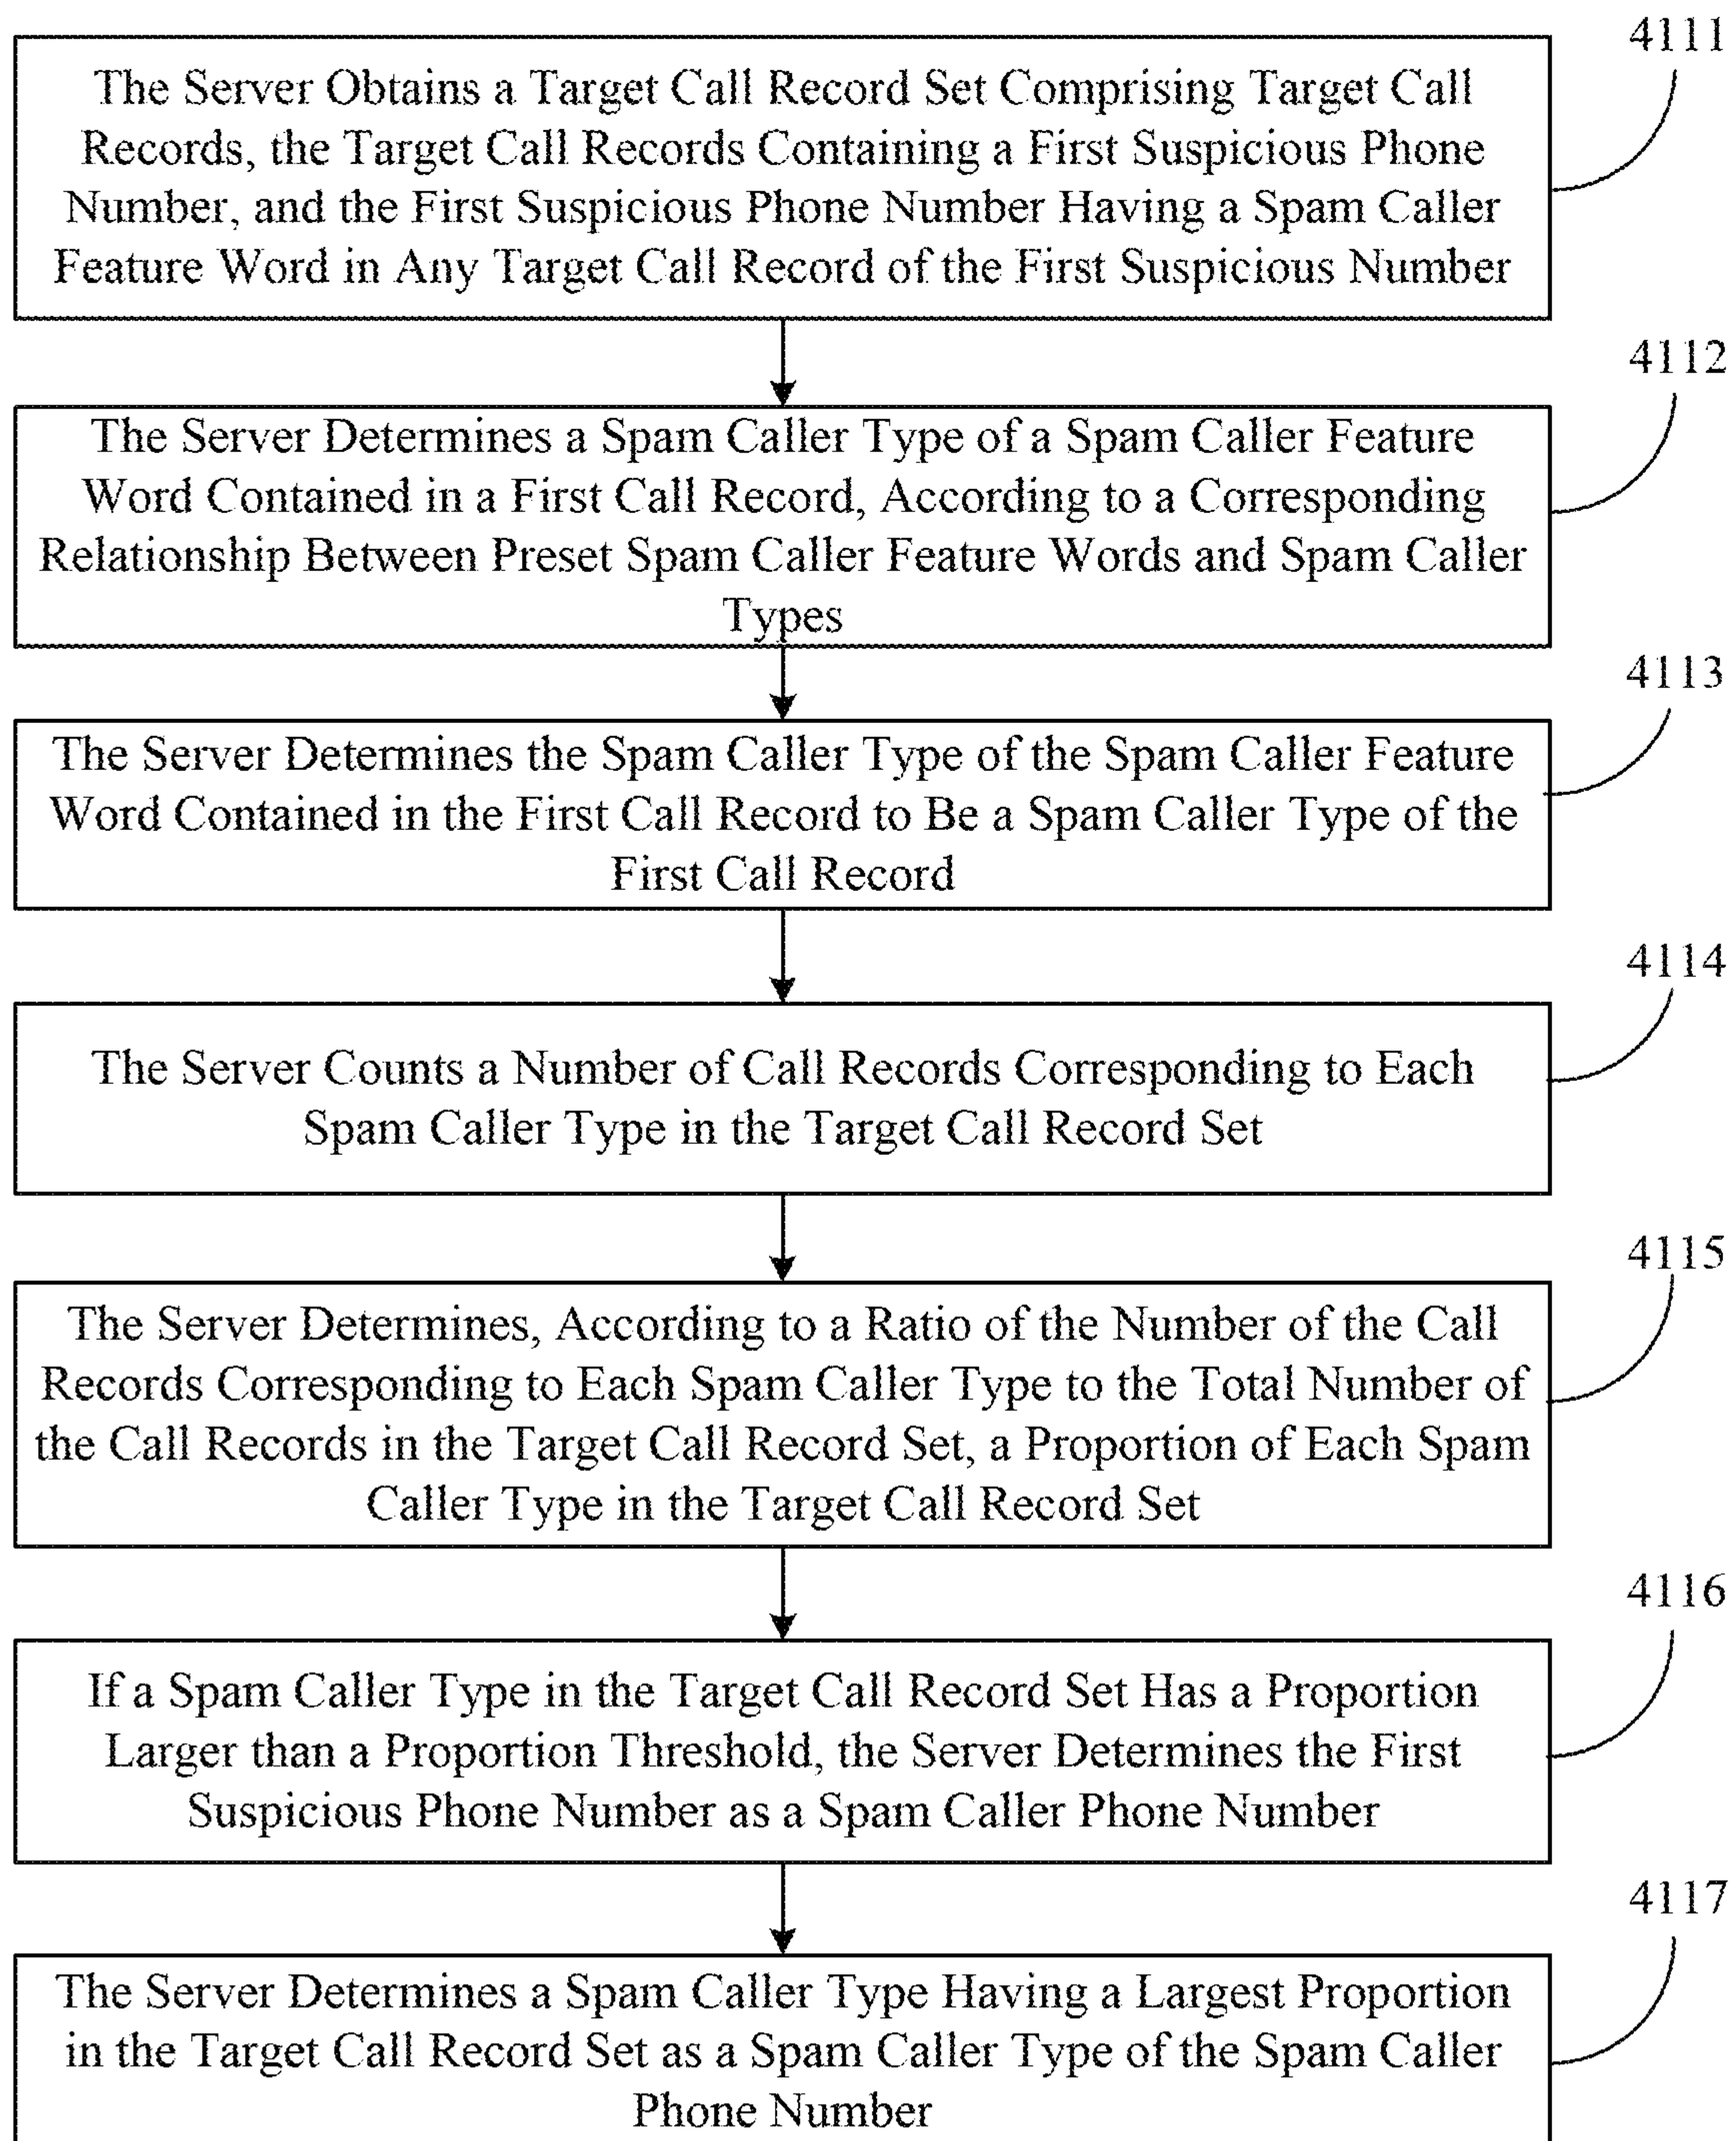 4111
The Server Obtains a Target Call Record Set Comprising Target Call
Records, the Target Call Records Containing a First Suspicious Phone
Number, and the First Suspicious Phone Number Having a Spam Caller
Feature Word in Any Target Call Record of the First Suspicious Number
4112
The Server Determines a Spam Caller Type of a Spam Caller Feature
Word Contained in a First Call Record, According to a Corresponding
Relationship Between Preset Spam Caller Feature Words and Spam Caller
Types
4113
The Server Determines the Spam Caller Type of the Spam Caller Feature
Word Contained in the First Call Record to Be a Spam Caller Type of the
First Call Record
4114
The Server Counts a Number of Call Records Corresponding to Each
Spam Caller Type in the Target Call Record Set
4115
The Server Determines, According to a Ratio of the Number of the Call
Records Corresponding to Each Spam Caller Type to the Total Number of
the Call Records in the Target Call Record Set, a Proportion of Each Spam
Caller Type in the Target Call Record Set
4116
If a Spam Caller Type in the Target Call Record Set Has a Proportion
Larger than a Proportion Threshold, the Server Determines the First
Suspicious Phone Number as a Spam Caller Phone Number
4117
The Server Determines a Spam Caller Type Having a Largest Proportion
in the Target Call Record Set as a Spam Caller Type of the Spam Caller
Phone Number